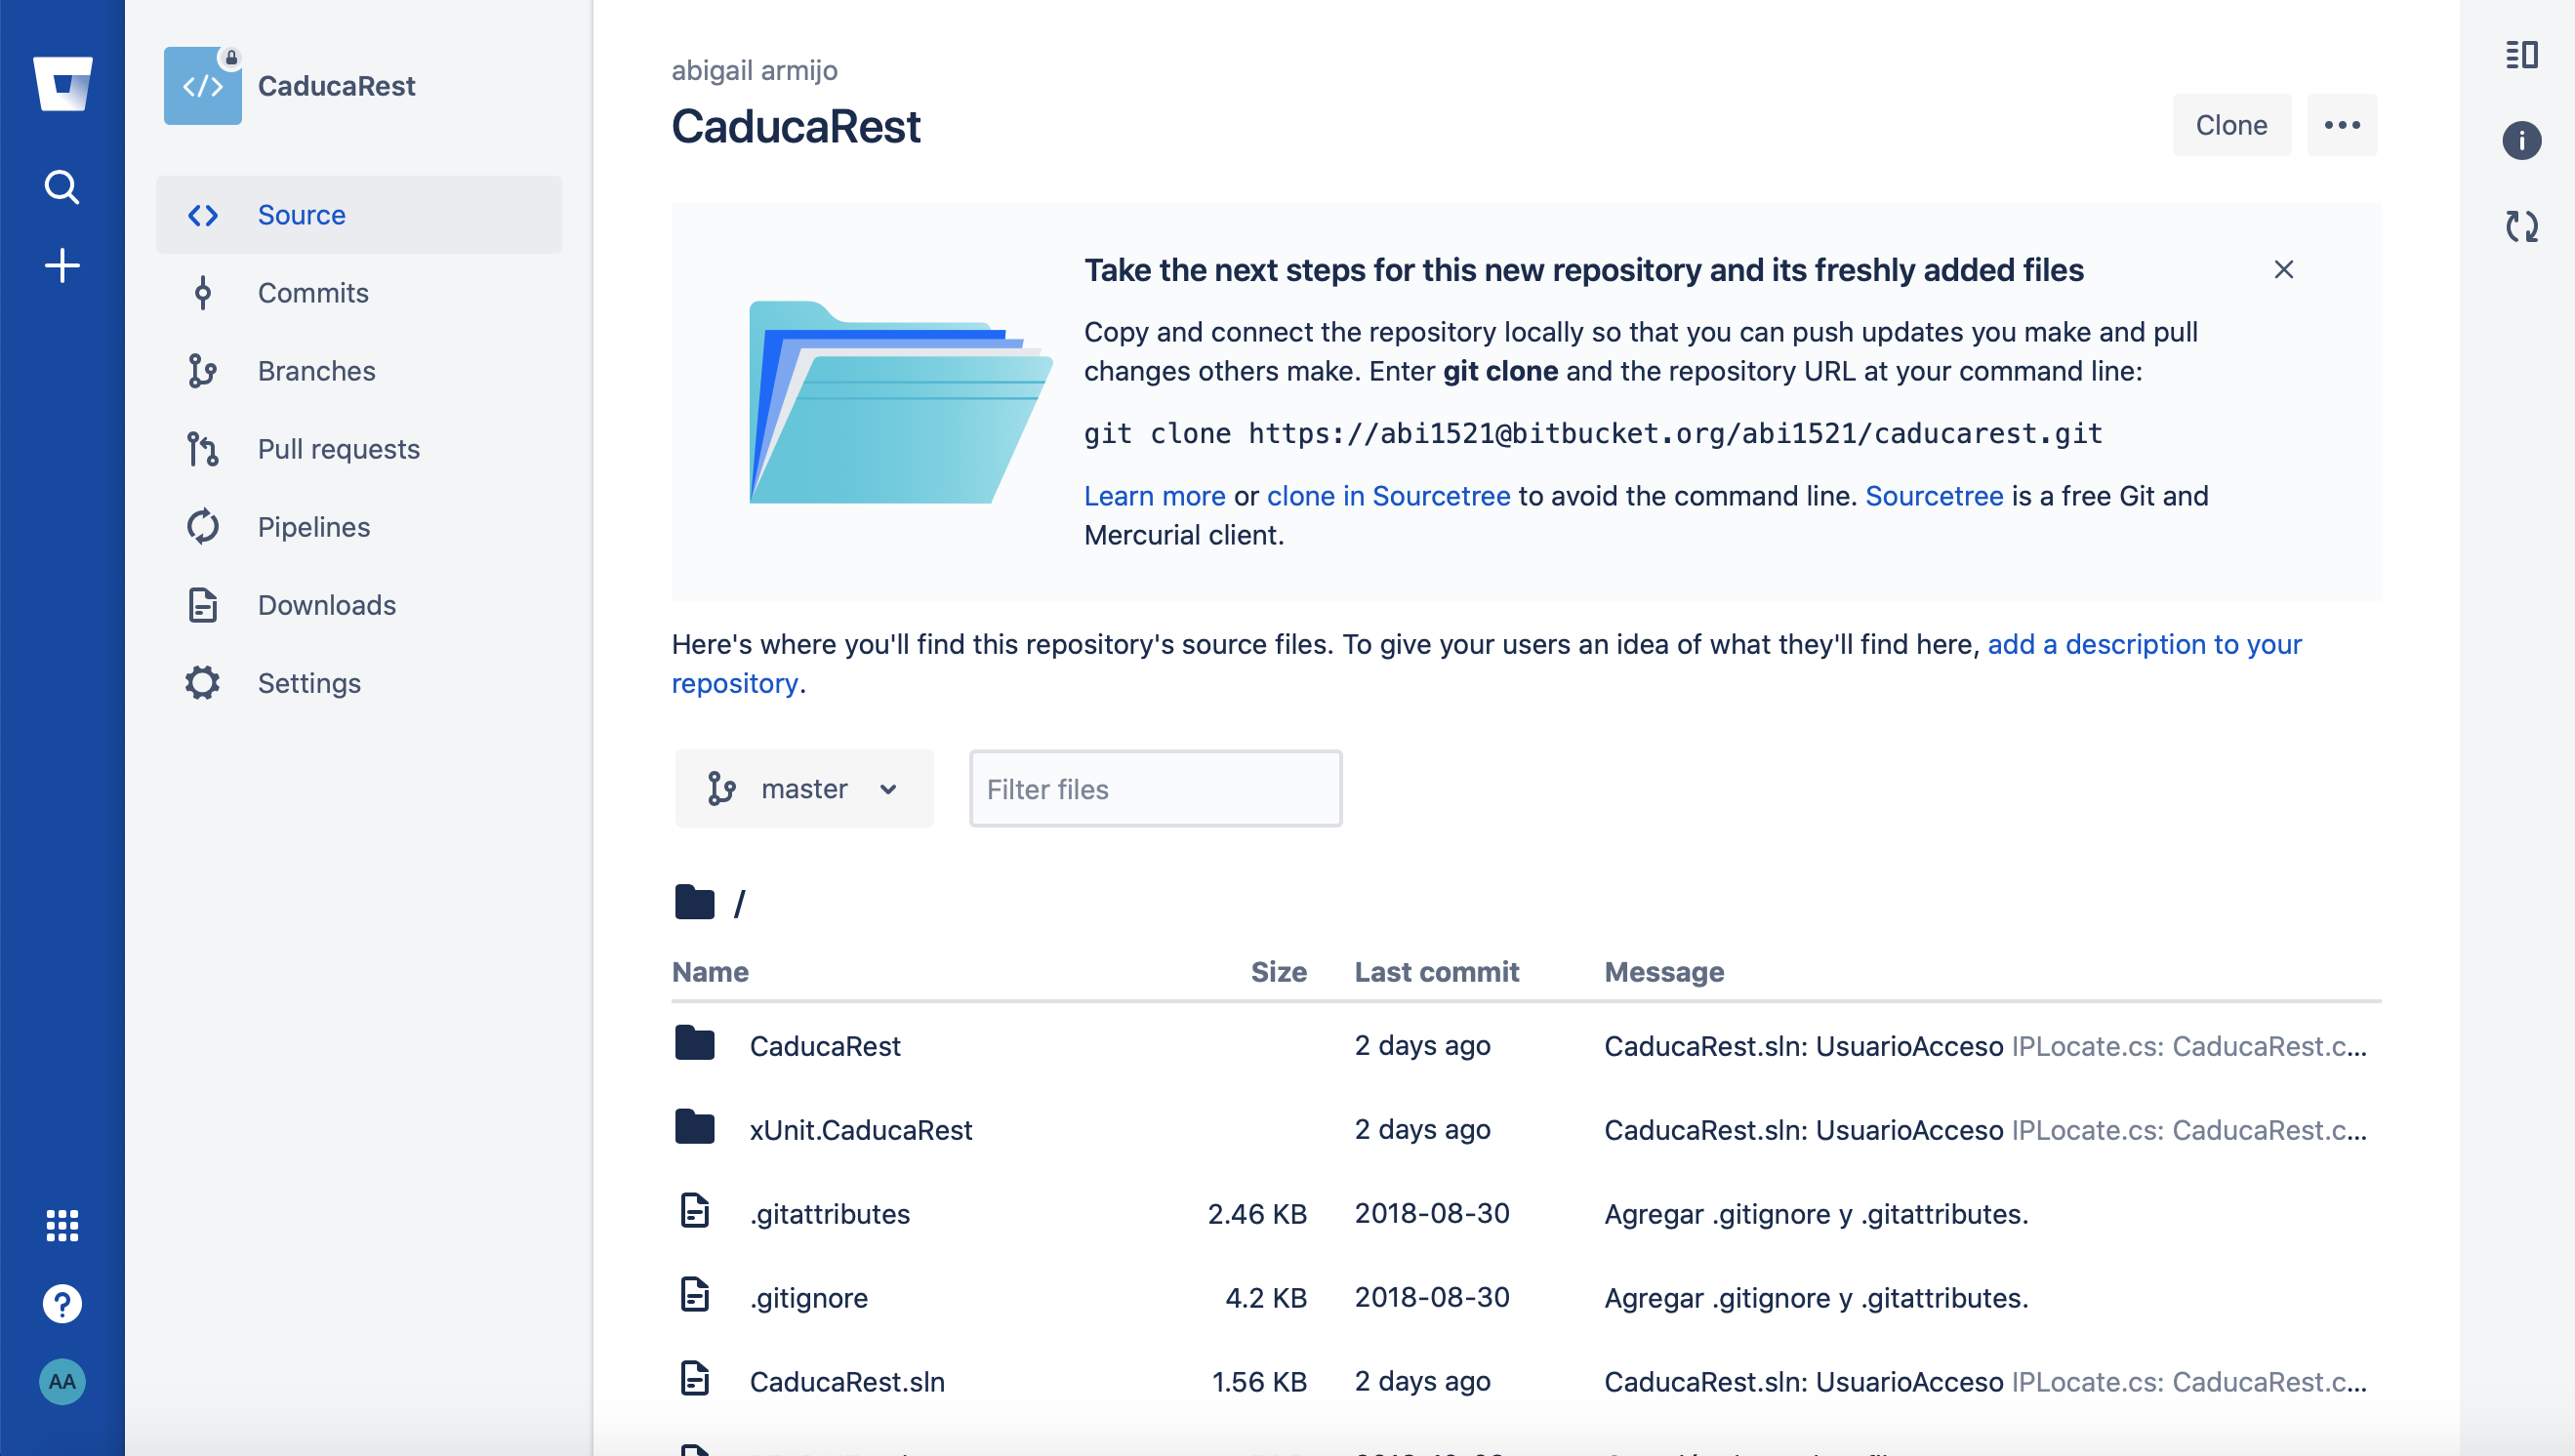 CaducaRest
Source
Commits
Branches
Pull requests
Pipelines
Downloads
Settings
AA
abigail armijo
CaducaRest
Clone
Take the next steps for this new repository and its freshly added files
Copy and connect the repository locally so that you can push updates you make and pull
changes others make. Enter git clone and the repository URL at your command line:
git clone https://abi1521@bitbucket.org/abi1521/caducarest.git
Learn more or clone in Sourcetree to avoid the command line. Sourcetree is a free Git and
Mercurial client.
Here's where you'll find this repository's source files. To give your users an idea of what they'll find here, add a description to your
repository.
master
Filter files
/
Name Size Last commit Message
CaducaRest 2 days ago CaducaRest.sln: UsuarioAcceso IPLocate.cs: CaducaRest.c...
xUnit.CaducaRest 2 days ago CaducaRest.sln: UsuarioAcceso IPLocate.cs: CaducaRest.c...
.gitattributes 2.46 KB 2018-08-30 Agregar .gitignore y .gitattributes.
.gitignore 4.2 KB 2018-08-30 Agregar .gitignore y .gitattributes.
CaducaRest.sln 1.56 KB 2 days ago CaducaRest.sln: UsuarioAcceso IPLocate.cs: CaducaRest.c...